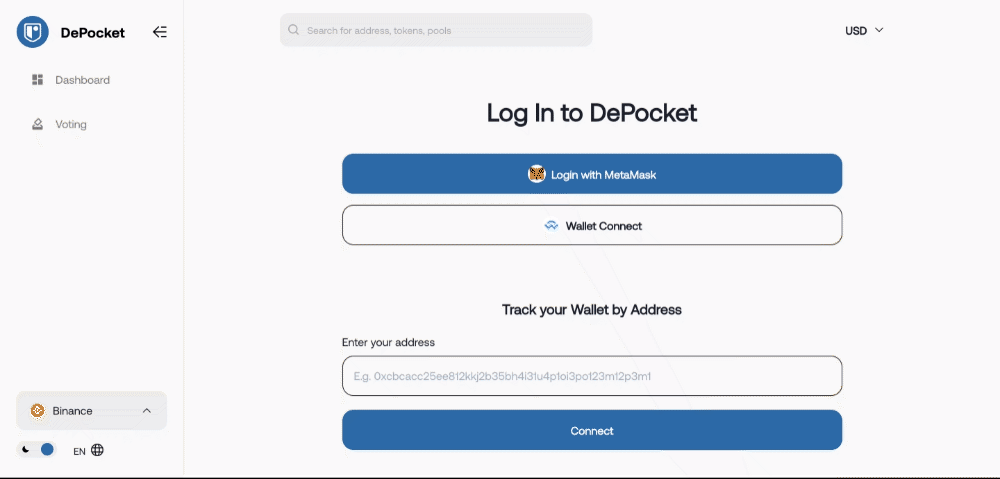 DePocket
Search for address, tokens, pools
USD
Dashboard
Voting
Log In to DePocket
Login with MetaMask
Wallet Connect
Track your Wallet by Address
Enter your address
E.g. 0xcbcacc25ee812kkj2b35bh4i31u4p1oi3po123m12p3m1
Connect
Binance
EN